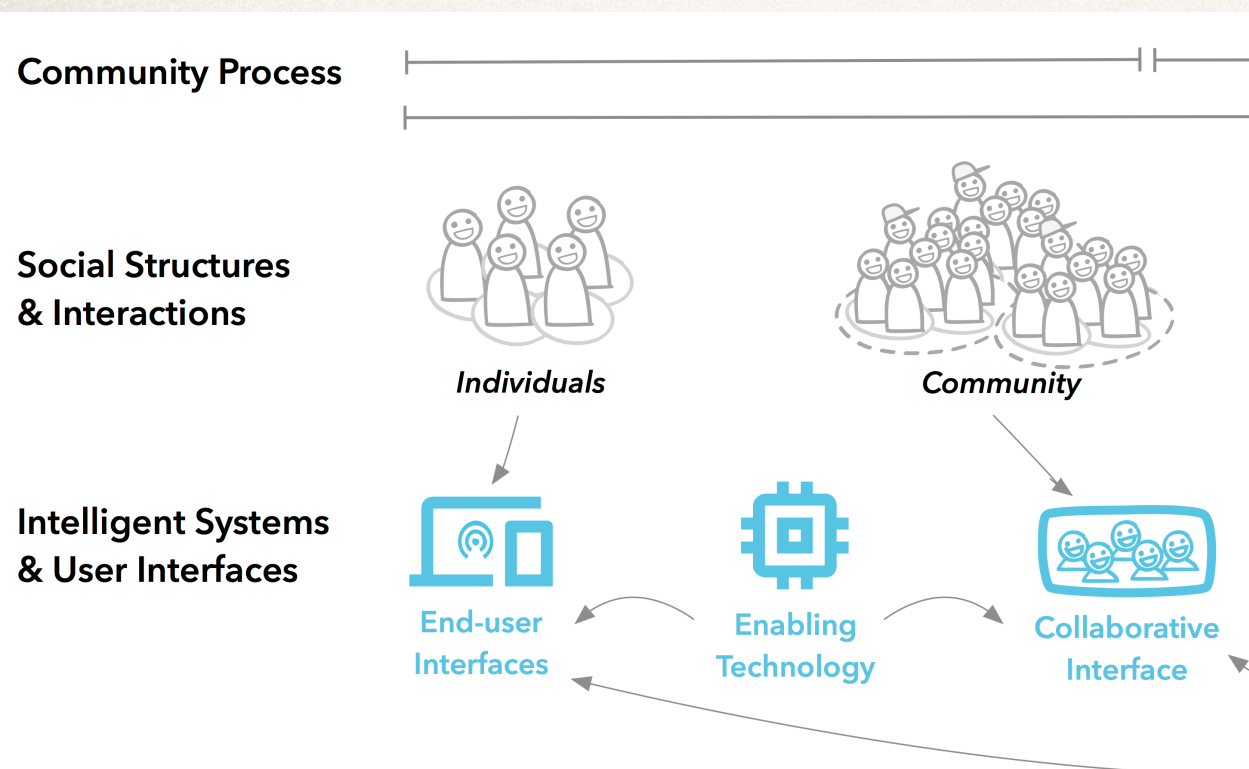 Community Process
Social Structures
& Interactions
Individuals
Community
Intelligent Systems
& User Interfaces
End-user
Interfaces
Enabling
Technology
Collaborative
Interface